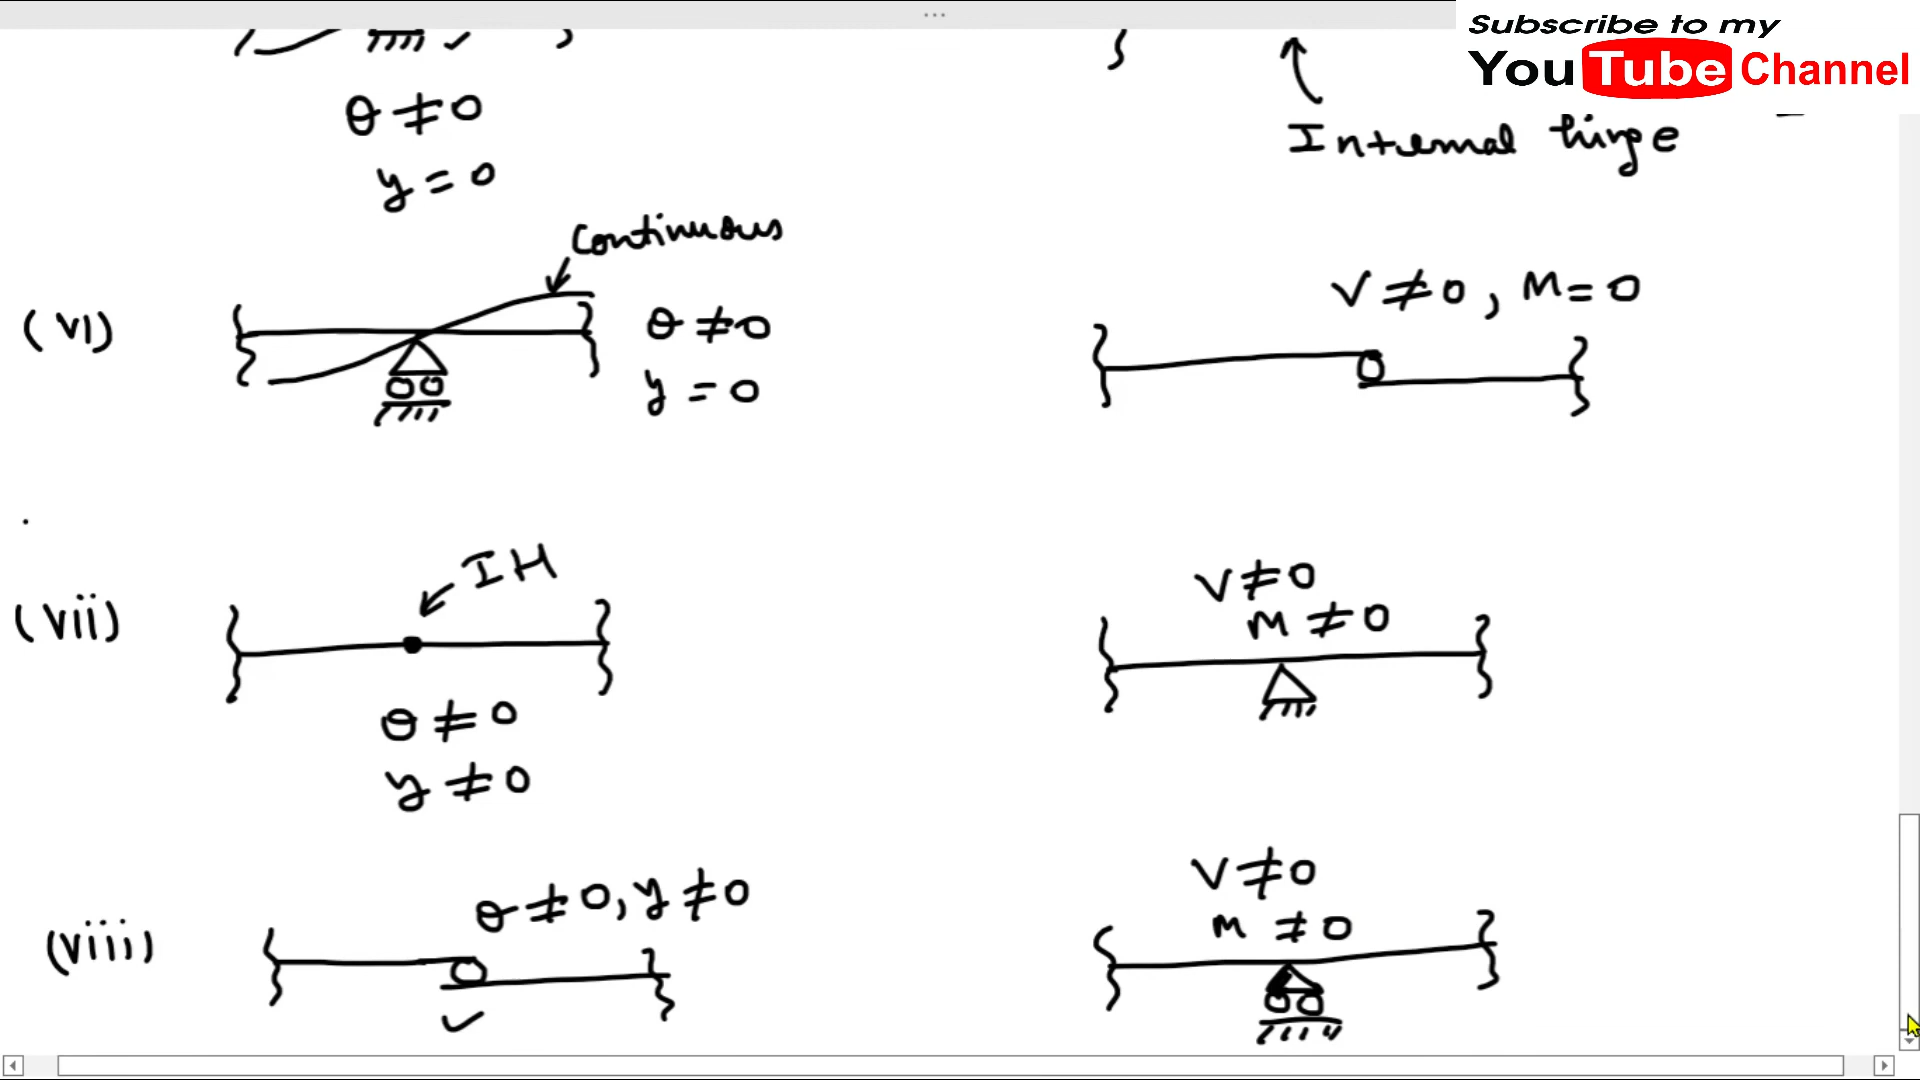 Subscribe to my
YouTube Channel
θ ≠ 0
y = 0
Internal hinge
continuous
(vi)
θ ≠ 0
y = 0
V ≠ 0, M = 0
(vii)
IH
θ ≠ 0
y ≠ 0
V ≠ 0
M ≠ 0
(viii)
θ ≠ 0, y ≠ 0
V ≠ 0
M ≠ 0